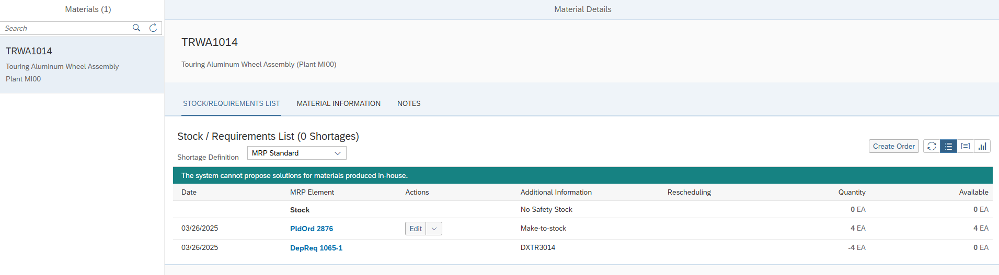 Materials (1)
Search
TRWA1014
Touring Aluminum Wheel Assembly
Plant MI00
Material Details
TRWA1014
Touring Aluminum Wheel Assembly (Plant MI00)
STOCK/REQUIREMENTS LIST MATERIAL INFORMATION NOTES
Stock / Requirements List (0 Shortages)
Shortage Definition MRP Standard Create Order
The system cannot propose solutions for materials produced in-house.
Date MRP Element Actions Additional Information Rescheduling Quantity Available
Stock No Safety Stock 0 EA 0 EA
03/26/2025 PldOrd 2876 Edit Make-to-stock 4 EA 4 EA
03/26/2025 DepReq 1065-1 DXTR3014 -4 EA 0 EA